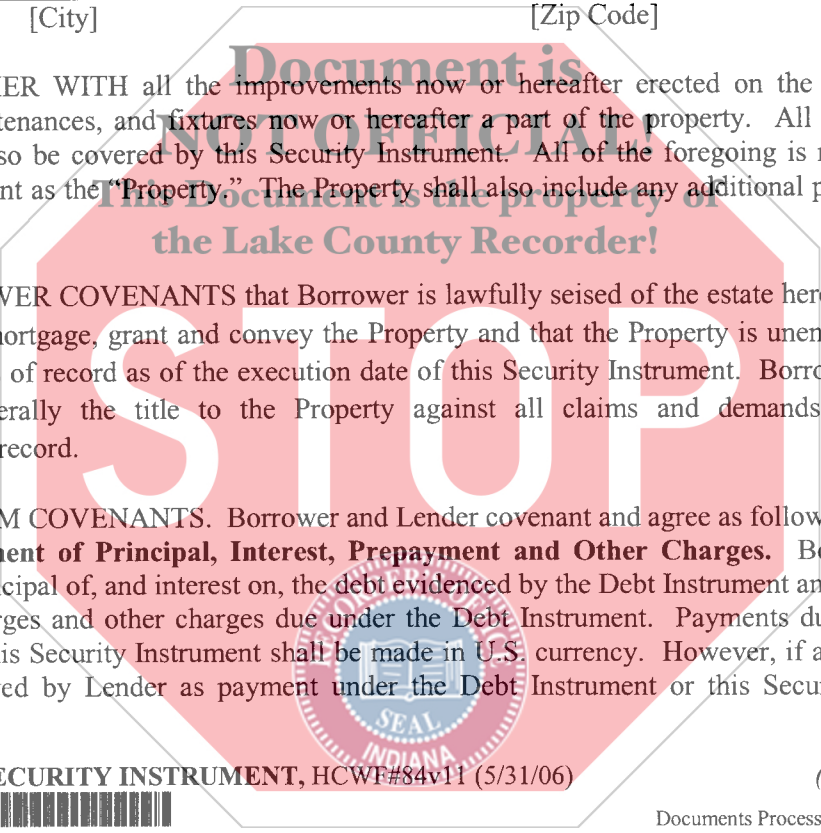 [City] [Zip Code]
Document is
ER WITH all the improvements now or hereafter erected on the
tenances, and fixtures now or hereafter a part of the property. All
NOT OFFICIAL!
so be covered by this Security Instrument. All of the foregoing is
nt as the “Property.” The Property shall also include any additional
This Document is the property of
the Lake County Recorder!
VER COVENANTS that Borrower is lawfully seised of the estate here
mortgage, grant and convey the Property and that the Property is unen
of record as of the execution date of this Security Instrument. Borro
erally the title to the Property against all claims and demands
record.
STOP
M COVENANTS. Borrower and Lender covenant and agree as follow
ment of Principal, Interest, Prepayment and Other Charges. Bo
cipal of, and interest on, the debt evidenced by the Debt Instrument an
rges and other charges due under the Debt Instrument. Payments du
is Security Instrument shall be made in U.S. currency. However, if a
ved by Lender as payment under the Debt Instrument or this Secu
SEAL
INDIANA
ECURITY INSTRUMENT, HCWF#84v11 (5/31/06)
Documents Process